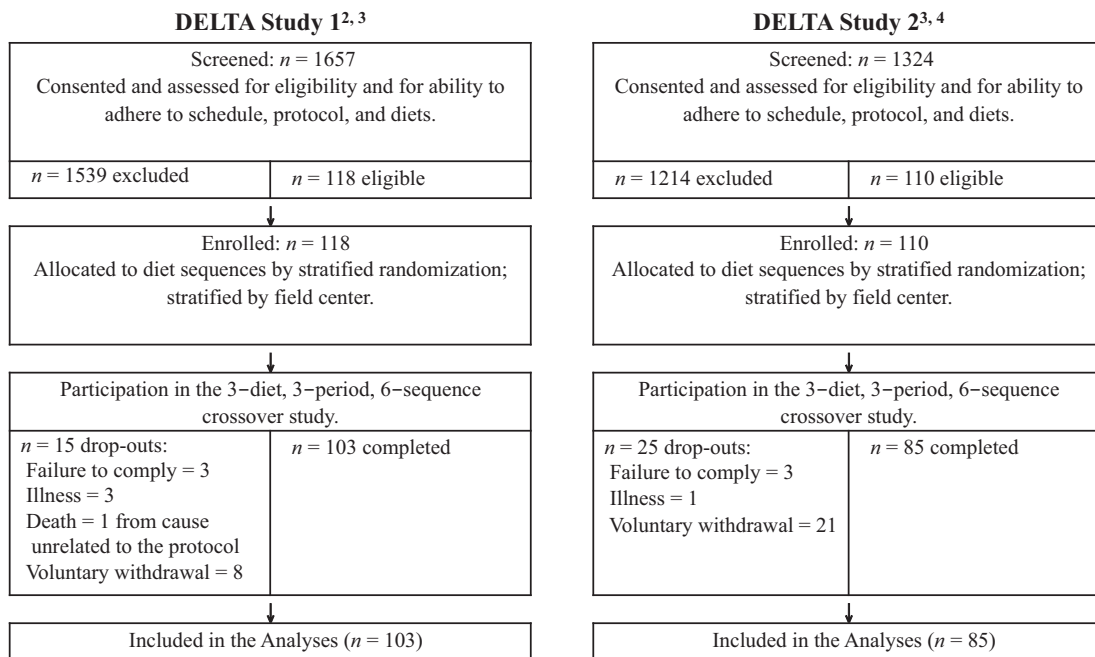 DELTA Study 12, 3
Screened: n = 1657
Consented and assessed for eligibility and for ability to
adhere to schedule, protocol, and diets.
n = 1539 excluded
n = 118 eligible
Enrolled: n = 118
Allocated to diet sequences by stratified randomization;
stratified by field center.
Participation in the 3−diet, 3−period, 6−sequence
crossover study.
n = 15 drop-outs:
Failure to comply = 3
Illness = 3
Death = 1 from cause
unrelated to the protocol
Voluntary withdrawal = 8
n = 103 completed
Included in the Analyses (n = 103)
DELTA Study 23, 4
Screened: n = 1324
Consented and assessed for eligibility and for ability to
adhere to schedule, protocol, and diets.
n = 1214 excluded
n = 110 eligible
Enrolled: n = 110
Allocated to diet sequences by stratified randomization;
stratified by field center.
Participation in the 3−diet, 3−period, 6−sequence
crossover study.
n = 25 drop-outs:
Failure to comply = 3
Illness = 1
Voluntary withdrawal = 21
n = 85 completed
Included in the Analyses (n = 85)